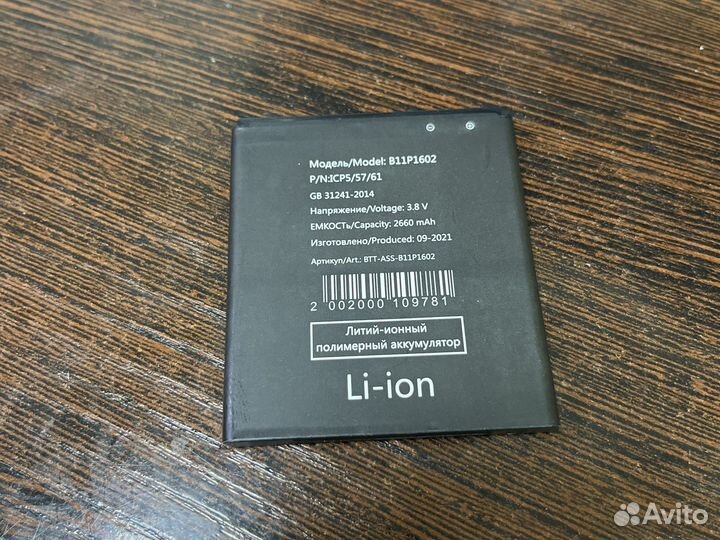 Модель/Model: B11P1602
P/N:ICP5/57/61
GB 31241-2014
Напряжение/Voltage: 3.8 V
ЕМКОСТЬ/Capacity: 2660 mAh
Изготовлено/Produced: 09-2021
Артикул/Art.: BTT-ASS-B11P1602
2 002000 109781
Литий-ионный
полимерный аккумулятор
Li-ion
Avito